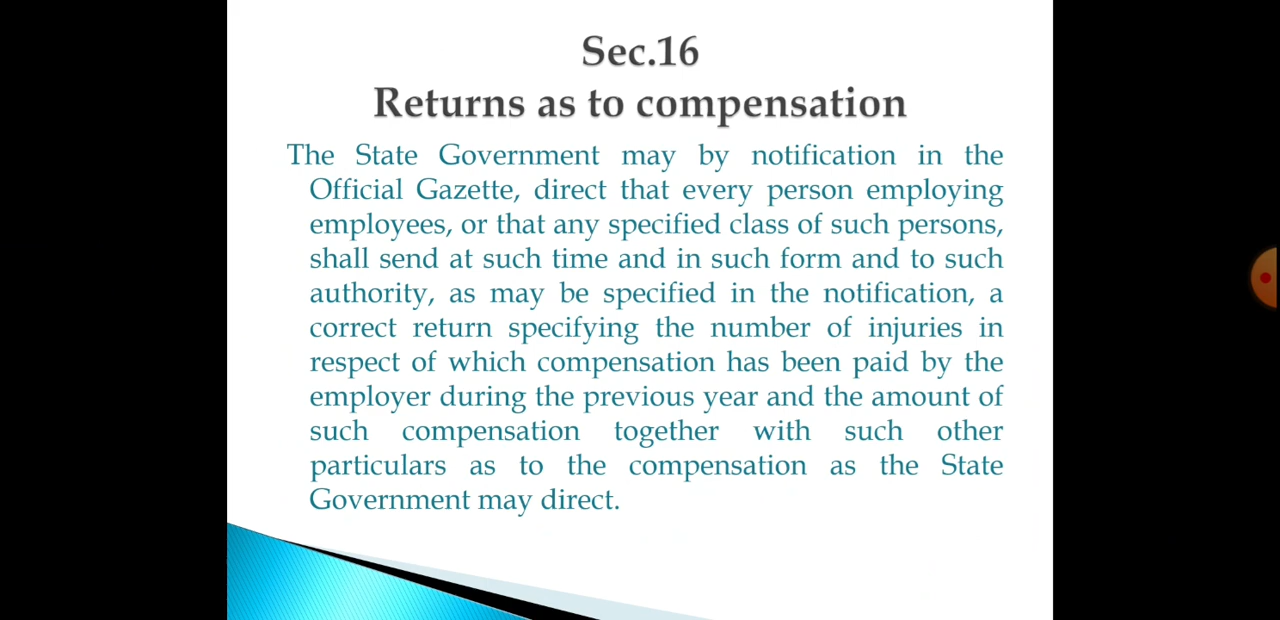 Sec.16
Returns as to compensation
The State Government may by notification in the
Official Gazette, direct that every person employing
employees, or that any specified class of such persons,
shall send at such time and in such form and to such
authority, as may be specified in the notification, a
correct return specifying the number of injuries in
respect of which compensation has been paid by the
employer during the previous year and the amount of
such compensation together with such other
particulars as to the compensation as the State
Government may direct.